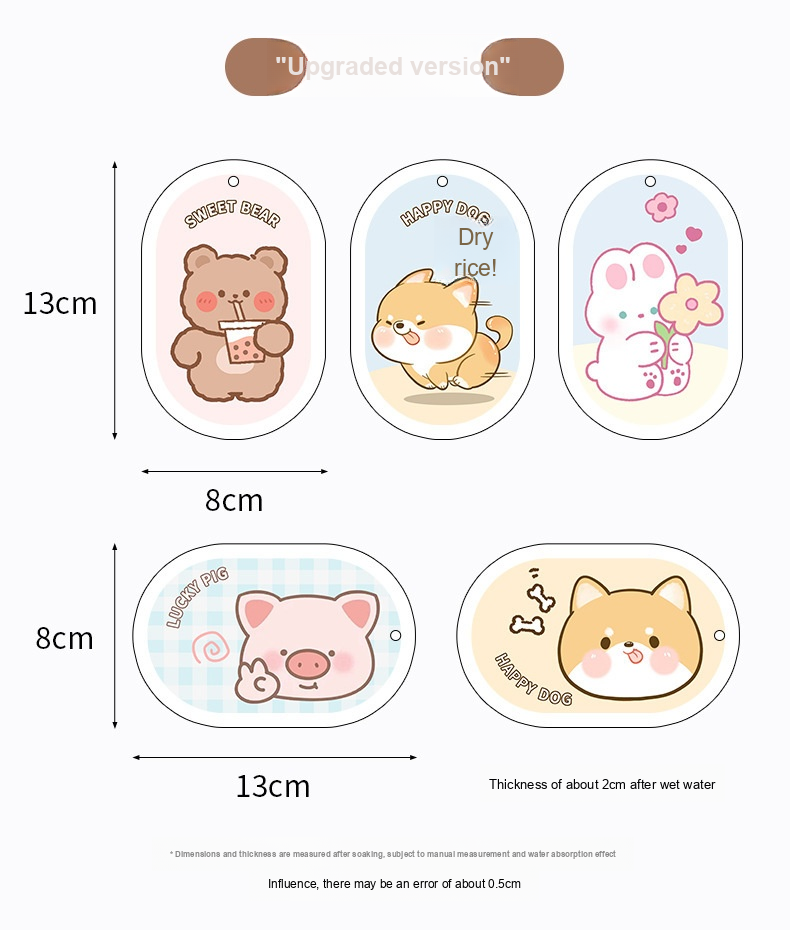 "Upgraded version"
SWEET BEAR
HAPPY DOG
Dry
rice!
13cm
8cm
LUCKY PIG
8cm
HAPPY DOG
13cm
Thickness of about 2cm after wet water
* Dimensions and thickness are measured after soaking, subject to manual measurement and water absorption effect
Influence, there may be an error of about 0.5cm